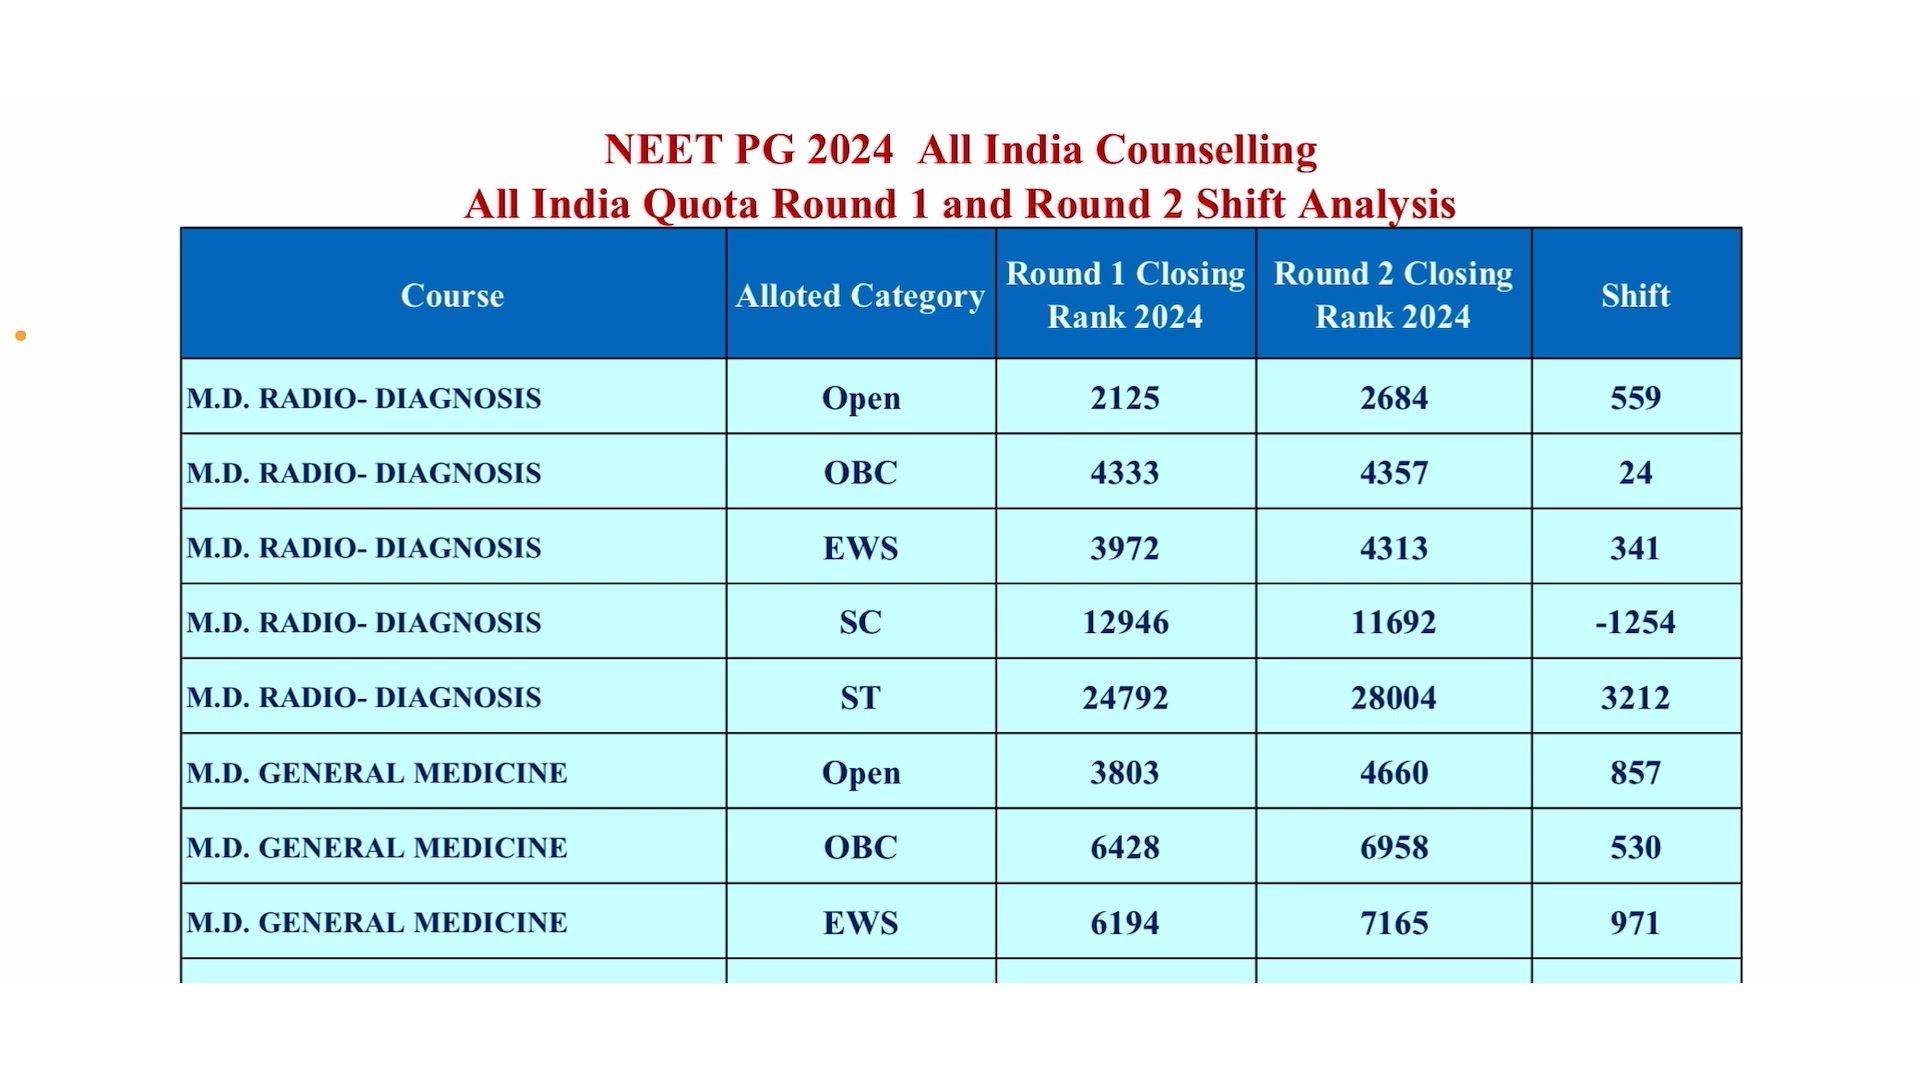 NEET PG 2024 All India Counselling
All India Quota Round 1 and Round 2 Shift Analysis
Course Alloted Category Round 1 Closing Rank 2024 Round 2 Closing Rank 2024 Shift
M.D. RADIO- DIAGNOSIS Open 2125 2684 559
M.D. RADIO- DIAGNOSIS OBC 4333 4357 24
M.D. RADIO- DIAGNOSIS EWS 3972 4313 341
M.D. RADIO- DIAGNOSIS SC 12946 11692 -1254
M.D. RADIO- DIAGNOSIS ST 24792 28004 3212
M.D. GENERAL MEDICINE Open 3803 4660 857
M.D. GENERAL MEDICINE OBC 6428 6958 530
M.D. GENERAL MEDICINE EWS 6194 7165 971